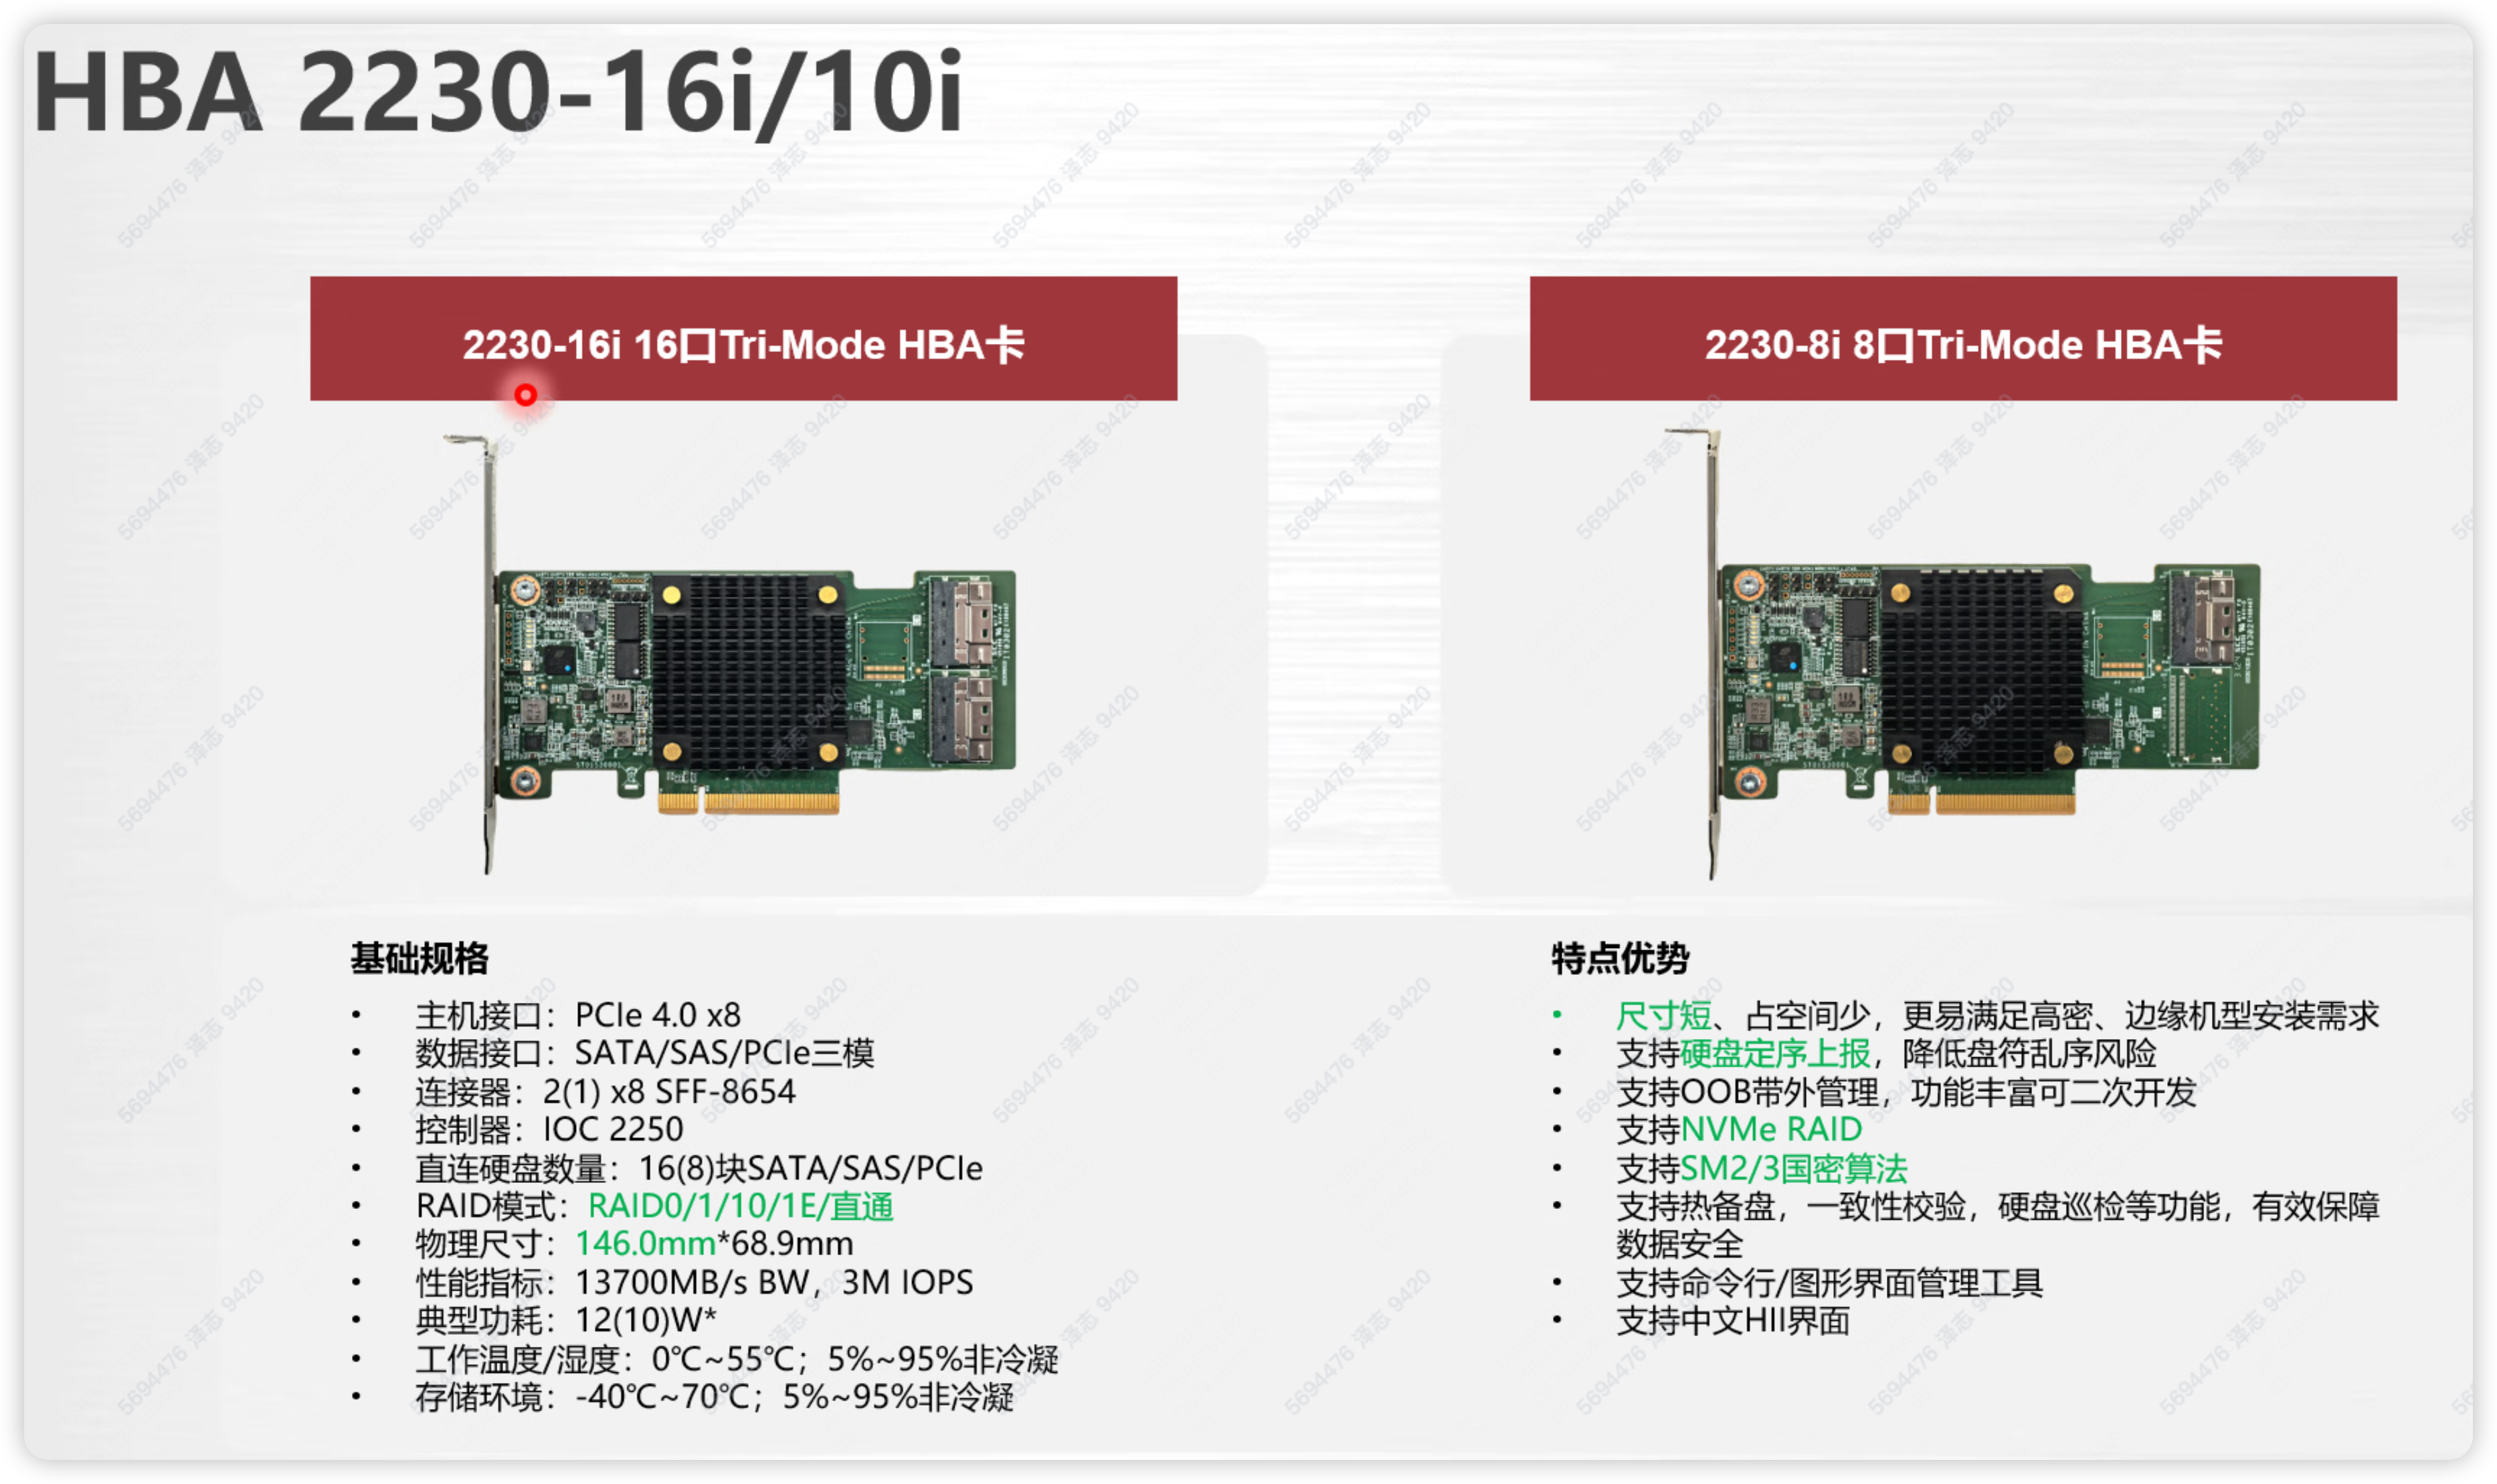 HBA 2230-16i/10i
2230-16i 16口Tri-Mode HBA卡
2230-8i 8口Tri-Mode HBA卡
基础规格
• 主机接口：PCIe 4.0 x8
• 数据接口：SATA/SAS/PCIe三模
• 连接器：2(1) x8 SFF-8654
• 控制器：IOC 2250
• 直连硬盘数量：16(8)块SATA/SAS/PCIe
• RAID模式：RAID0/1/10/1E/直通
• 物理尺寸：146.0mm*68.9mm
• 性能指标：13700MB/s BW，3M IOPS
• 典型功耗：12(10)W*
• 工作温度/湿度：0℃~55℃；5%~95%非冷凝
• 存储环境：-40℃~70℃；5%~95%非冷凝
特点优势
• 尺寸短、占空间少，更易满足高密、边缘机型安装需求
• 支持硬盘定序上报，降低盘符乱序风险
• 支持OOB带外管理，功能丰富可二次开发
• 支持NVMe RAID
• 支持SM2/3国密算法
• 支持热备盘，一致性校验，硬盘巡检等功能，有效保障
数据安全
• 支持命令行/图形界面管理工具
• 支持中文HII界面
5694476 泽志 9420